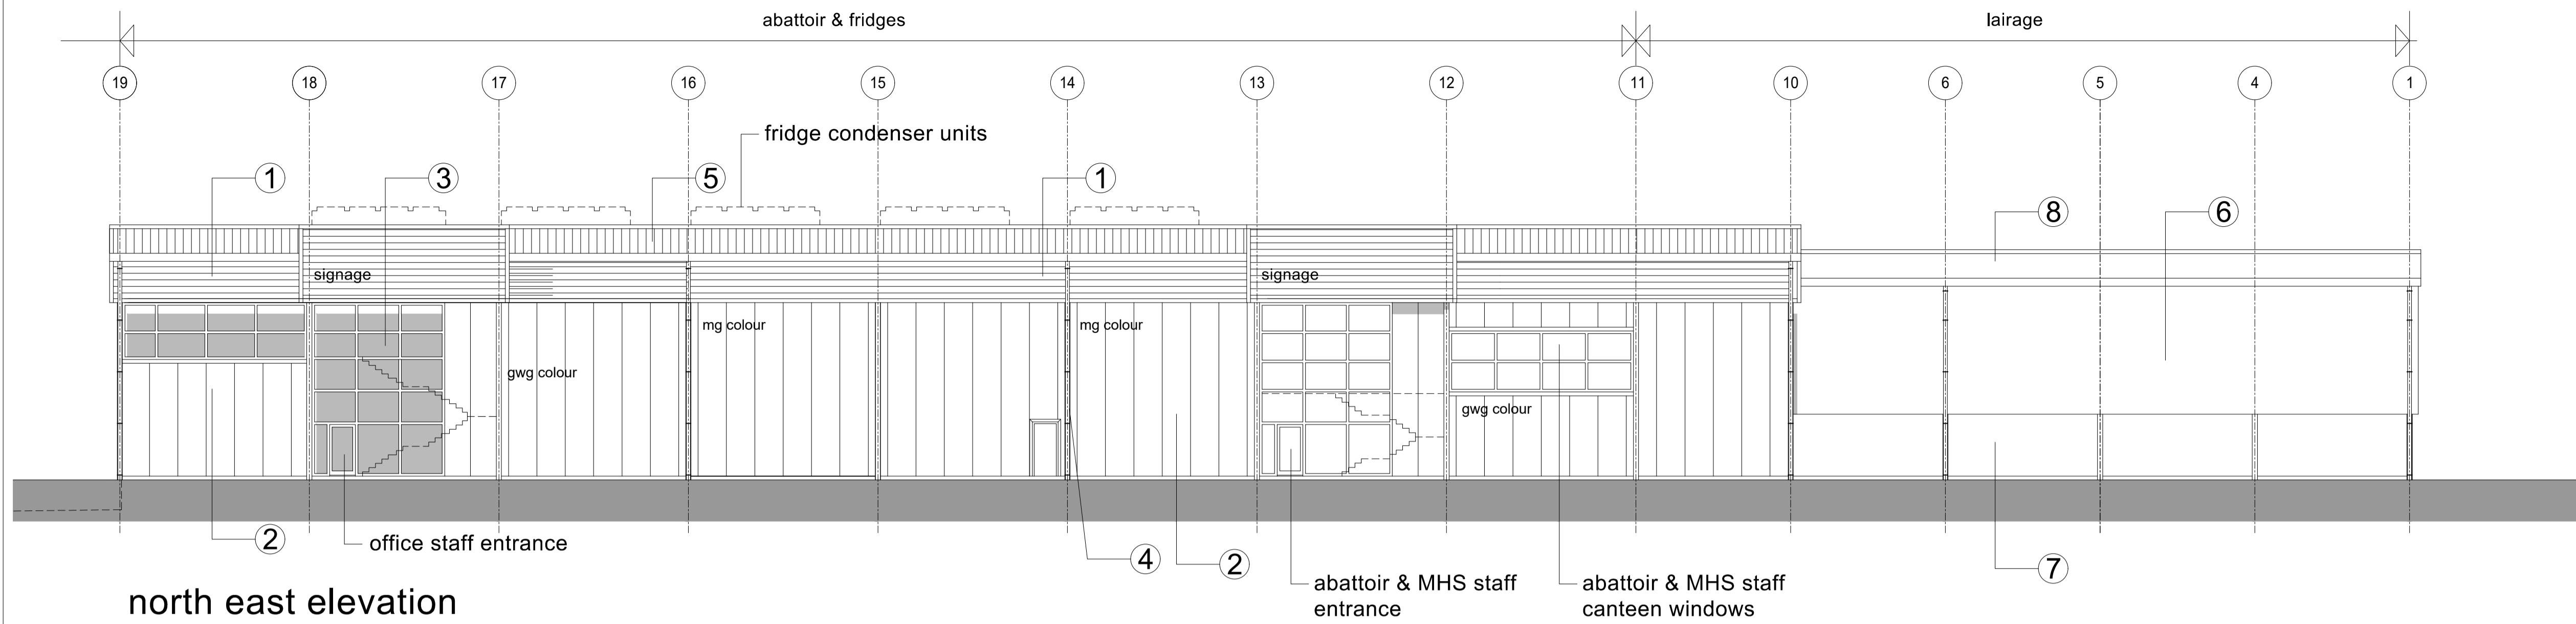 abattoir & fridges
lairage
19 18 17 16 15 14 13 12 11 10 6 5 4 1
fridge condenser units
1 3 5 1
8 6
signage
signage
mg colour
mg colour
gwg colour
gwg colour
2
office staff entrance
4
2
7
abattoir & MHS staff
entrance
abattoir & MHS staff
canteen windows
north east elevation